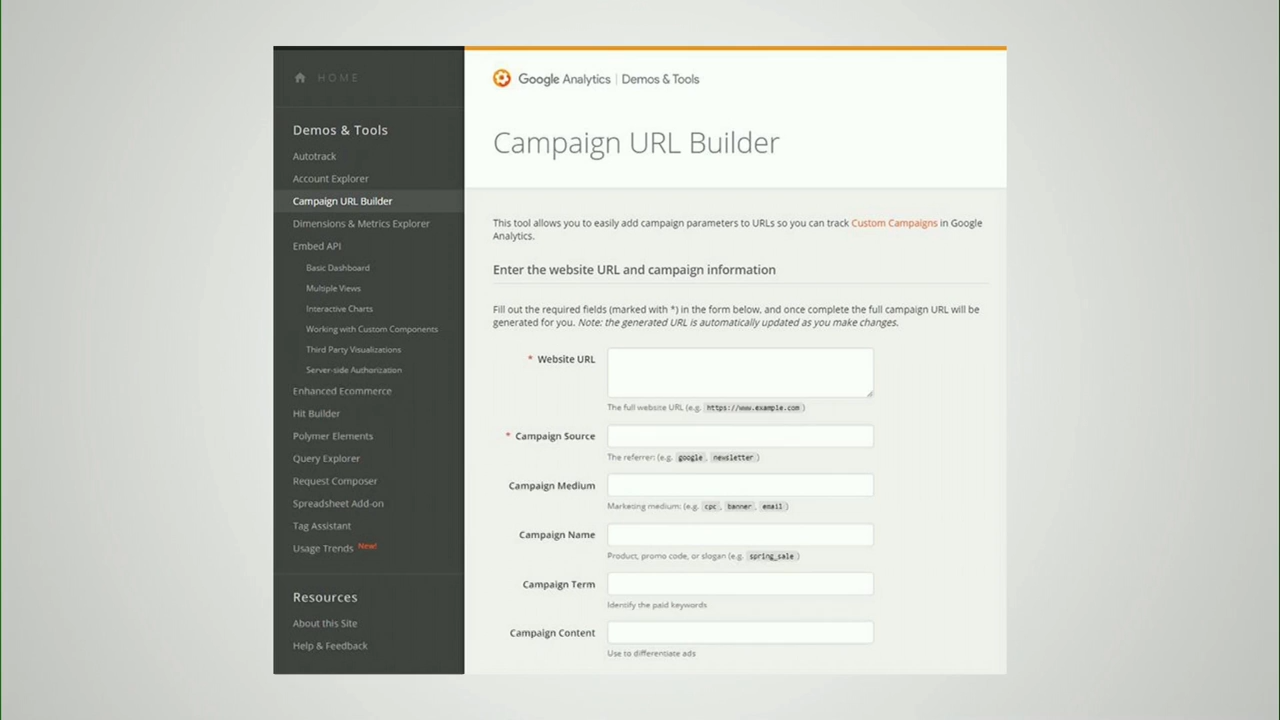 HOME
Demos & Tools
Autotrack
Account Explorer
Campaign URL Builder
Dimensions & Metrics Explorer
Embed API
Basic Dashboard
Multiple Views
Interactive Charts
Working with Custom Components
Third Party Visualizations
Server-side Authorization
Enhanced Ecommerce
Hit Builder
Polymer Elements
Query Explorer
Request Composer
Spreadsheet Add-on
Tag Assistant
Usage Trends New!
Resources
About this Site
Help & Feedback
Google Analytics | Demos & Tools
Campaign URL Builder
This tool allows you to easily add campaign parameters to URLs so you can track Custom Campaigns in Google
Analytics.
Enter the website URL and campaign information
Fill out the required fields (marked with *) in the form below, and once complete the full campaign URL will be
generated for you. Note: the generated URL is automatically updated as you make changes.
* Website URL
The full website URL (e.g. https://www.example.com)
* Campaign Source
The referrer: (e.g. google, newsletter)
Campaign Medium
Marketing medium: (e.g. cpc, banner, email)
Campaign Name
Product, promo code, or slogan (e.g. spring_sale)
Campaign Term
Identify the paid keywords
Campaign Content
Use to differentiate ads